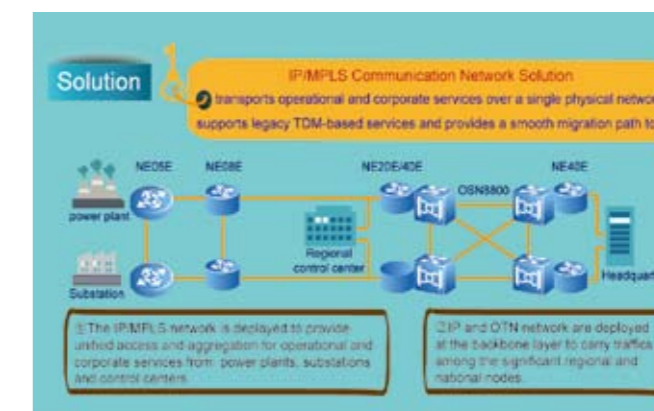 Solution
IP/MPLS Communication Network Solution
transports operational and corporate services over a single physical networ
supports legacy TDM-based services and provides a smooth migration path to
NE05E
NE08E
NE20E/40E
OSN8800
NE40E
power plant
Regional
control center
Substation
Headquart
①The IP/MPLS network is deployed to provide
unified access and aggregation for operational and
corporate services from power plants, substations
and control centers.
②IP and OTN network are deployed
at the backbone layer to carry traffics
among the significant regional and
national nodes.